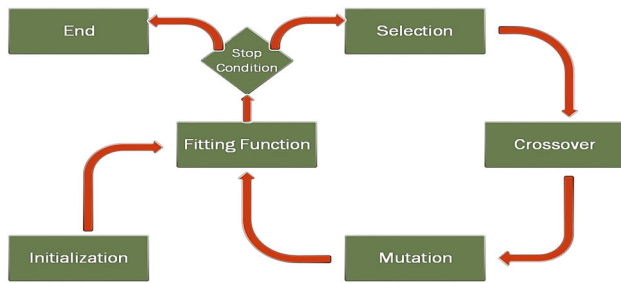 End
Stop
Condition
Selection
Fitting Function
Crossover
Initialization
Mutation